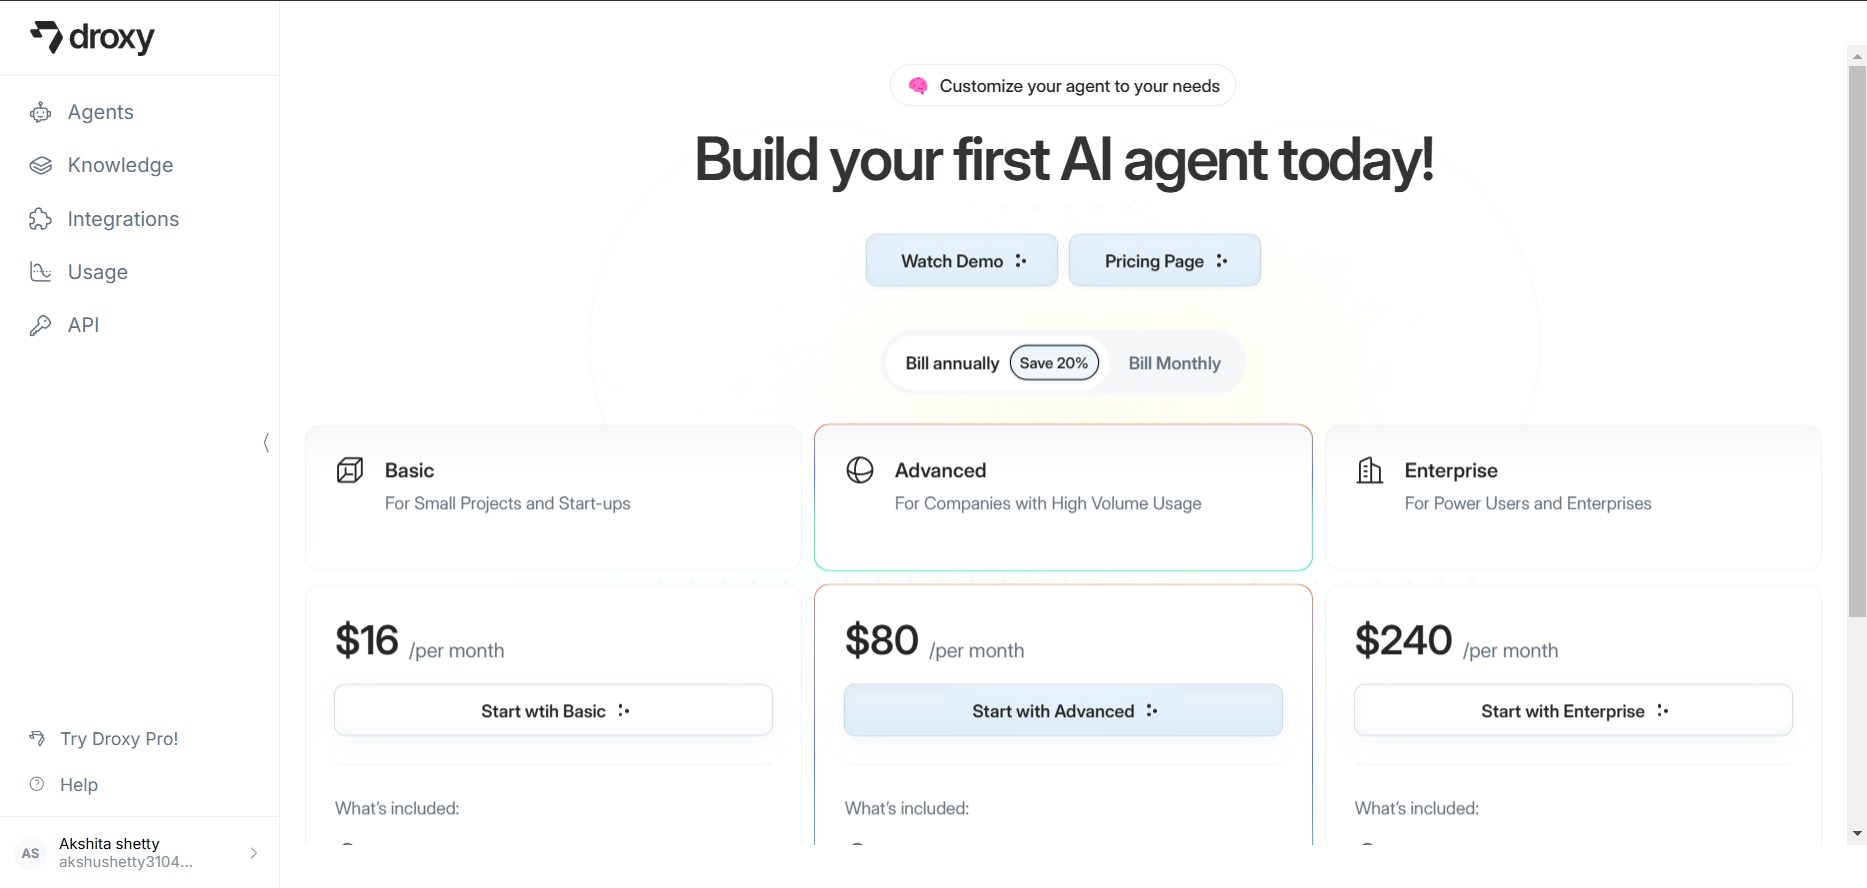 droxy
Agents
Knowledge
Integrations
Usage
API
Try Droxy Pro!
Help
AS
Akshita shetty
akshushetty3104...
Customize your agent to your needs
Build your first AI agent today!
Watch Demo
Pricing Page
Bill annually
Save 20%
Bill Monthly
Basic
For Small Projects and Start-ups
Advanced
For Companies with High Volume Usage
Enterprise
For Power Users and Enterprises
$16 /per month
Start wtih Basic
What's included:
$80 /per month
Start with Advanced
What's included:
$240 /per month
Start with Enterprise
What's included: